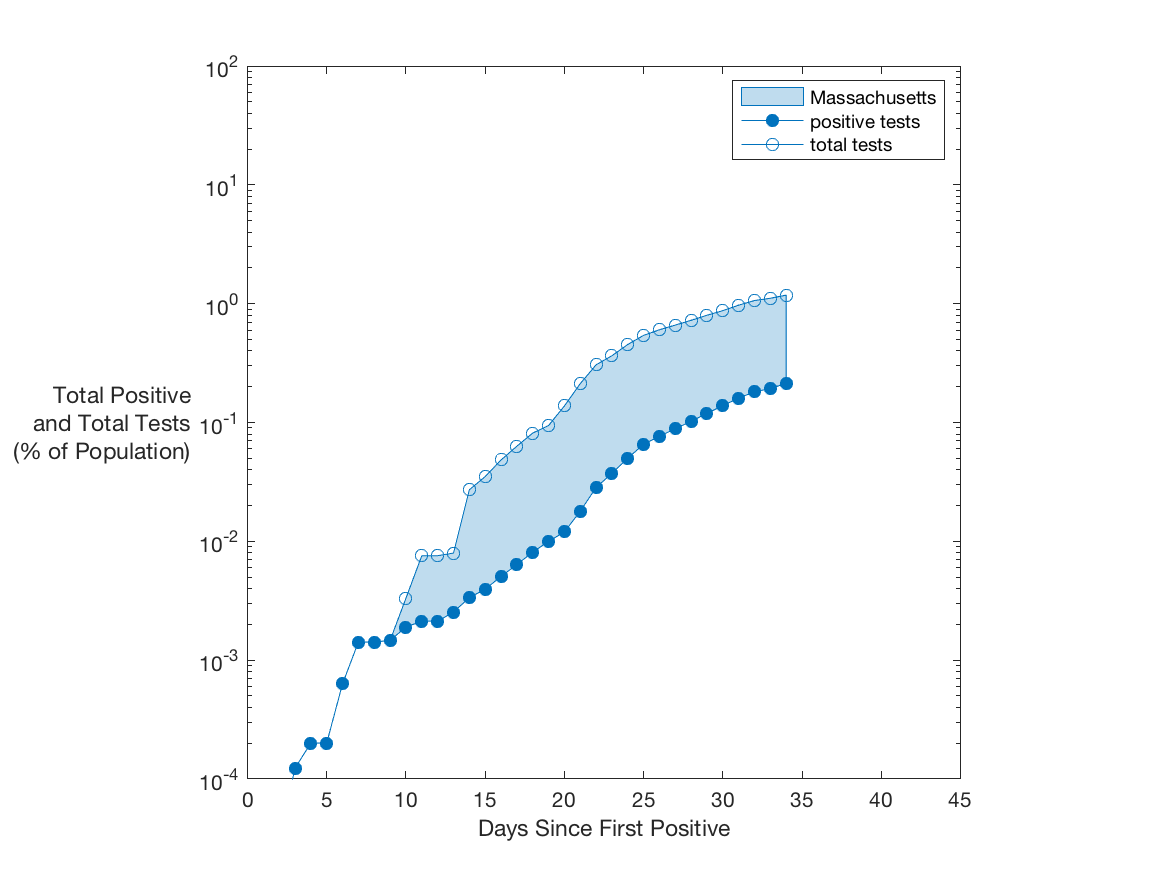 10^2
10^1
10^0
10^-1
10^-2
10^-3
10^-4
Total Positive
and Total Tests
(% of Population)
Massachusetts
positive tests
total tests
0 5 10 15 20 25 30 35 40 45
Days Since First Positive